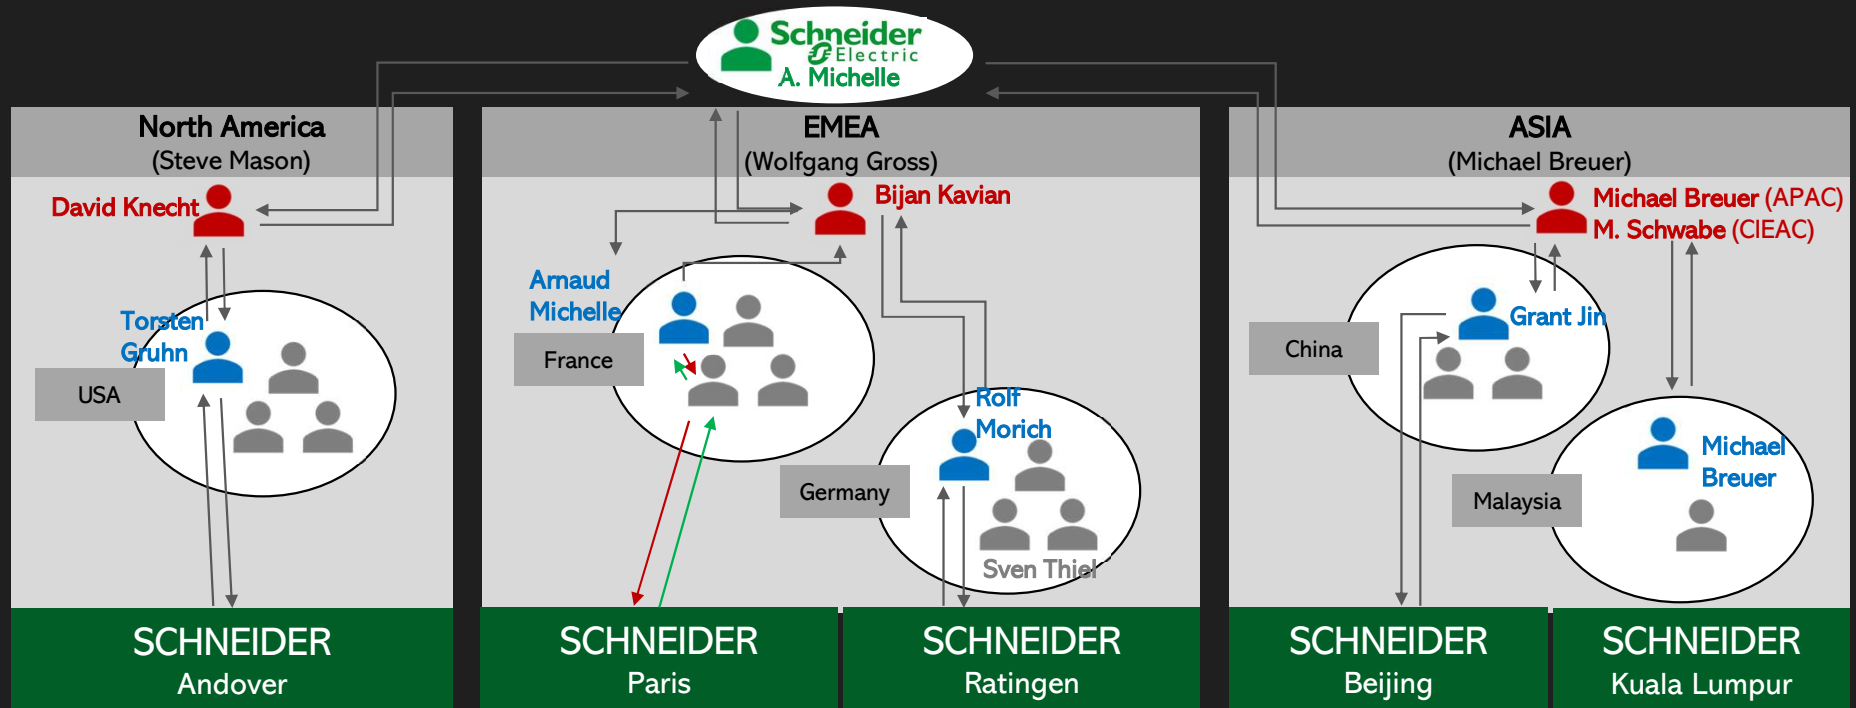 Schneider
Electric
A. Michelle
North America
(Steve Mason)
EMEA
(Wolfgang Gross)
ASIA
(Michael Breuer)
David Knecht
Bijan Kavian
Michael Breuer (APAC)
M. Schwabe (CIEAC)
Torsten
Gruhn
USA
Arnaud
Michelle
France
Rolf
Morich
Germany
Sven Thiel
Grant Jin
China
Michael
Breuer
Malaysia
SCHNEIDER
Andover
SCHNEIDER
Paris
SCHNEIDER
Ratingen
SCHNEIDER
Beijing
SCHNEIDER
Kuala Lumpur